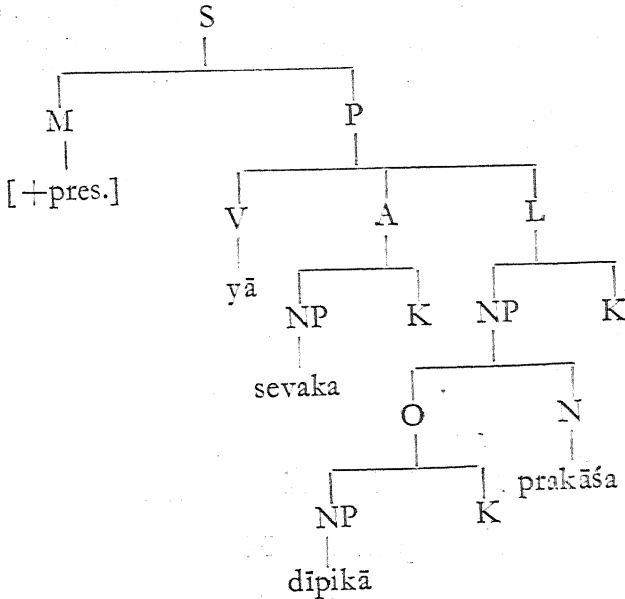 S
M P
[+pres.] V A L
yā NP K NP K
sevaka O N
NP K prakāśa
dīpikā